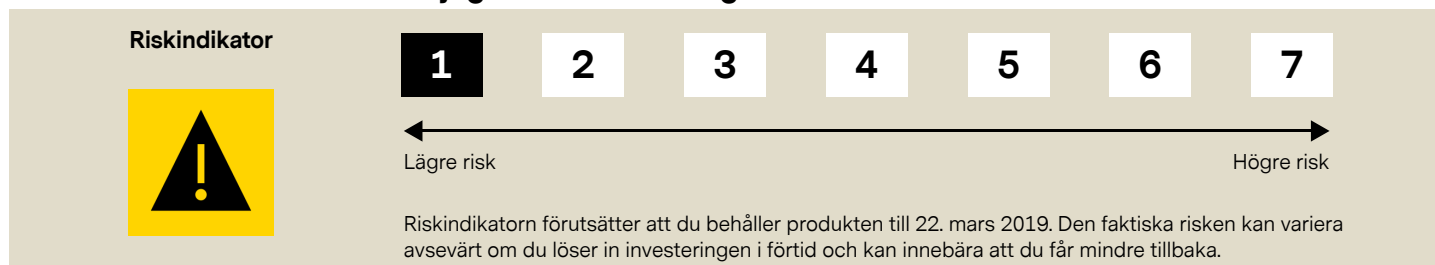 Riskindikator
1 2 3 4 5 6 7
Lägre risk Högre risk
Riskindikatorn förutsätter att du behåller produkten till 22. mars 2019. Den faktiska risken kan variera
avsevärt om du löser in investeringen i förtid och kan innebära att du får mindre tillbaka.